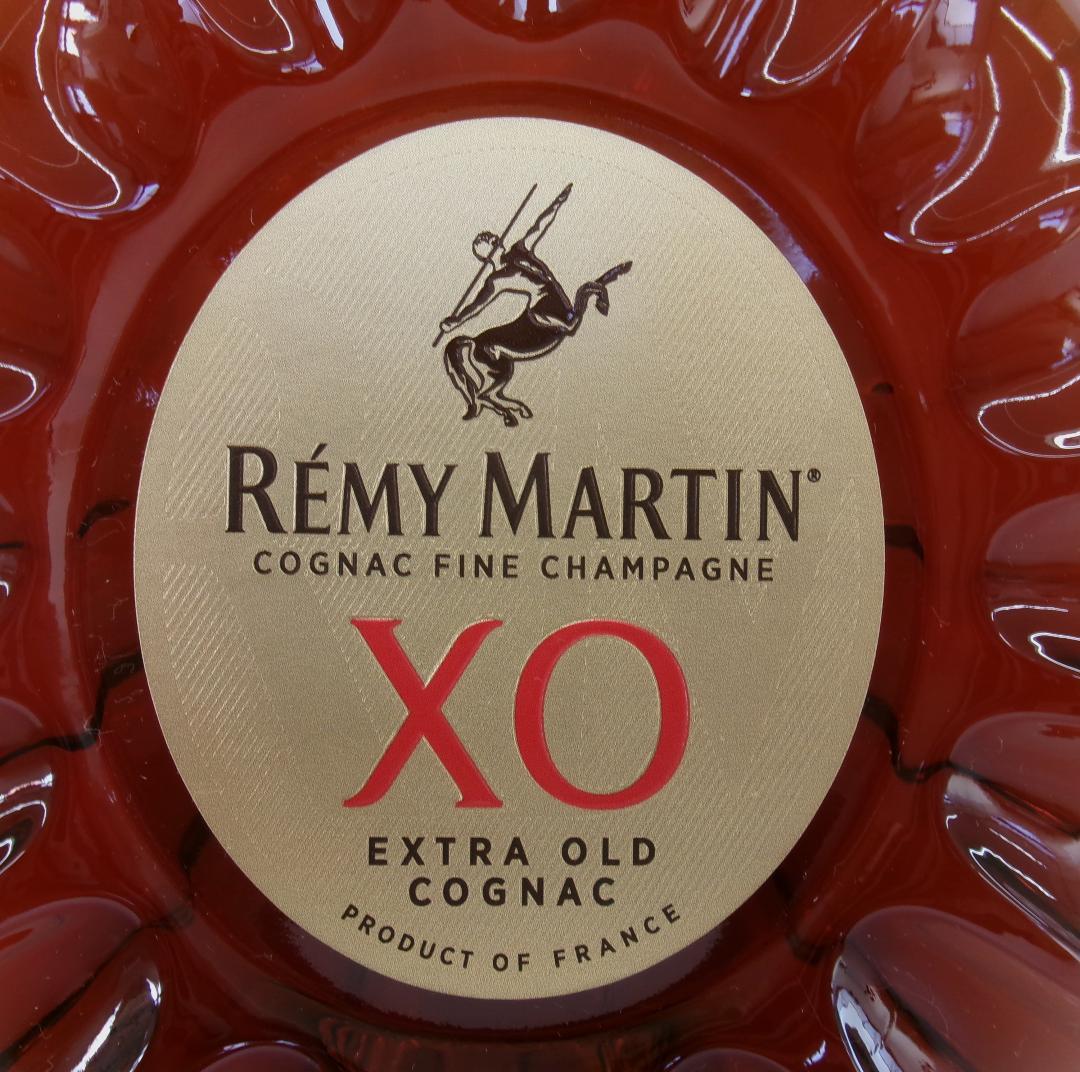 RÉMY MARTIN®
COGNAC FINE CHAMPAGNE
XO
EXTRA OLD
COGNAC
PRODUCT OF FRANCE